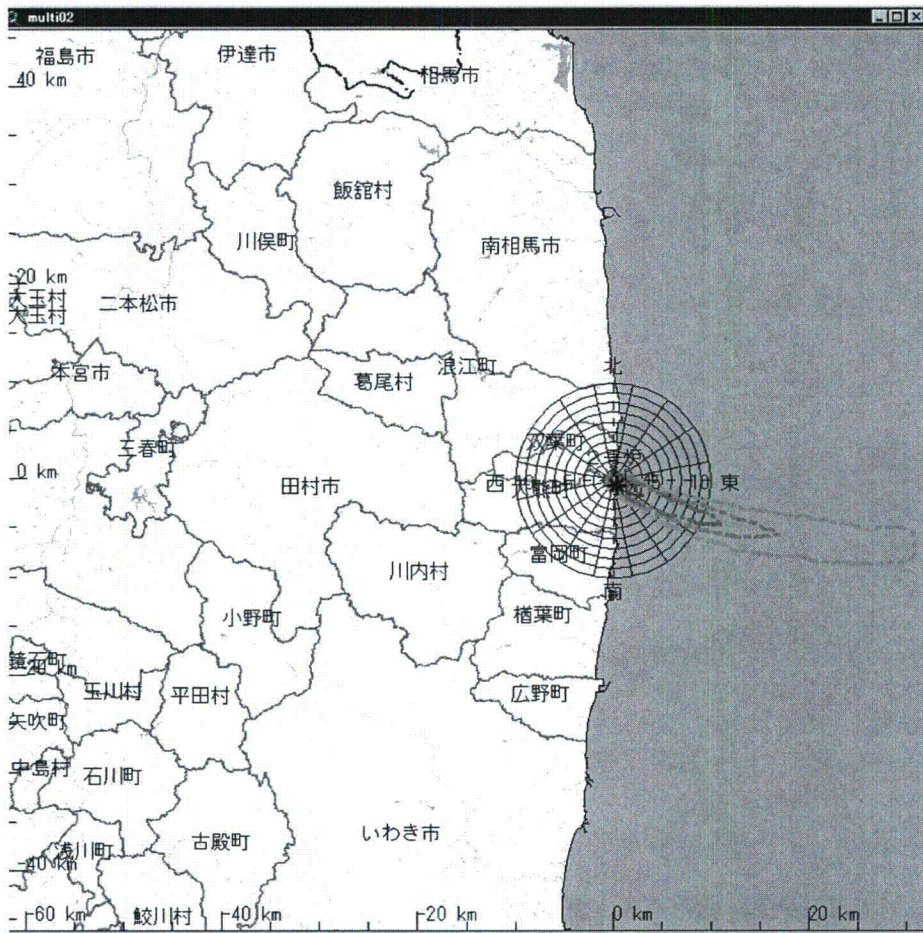 multi02
福島市
伊達市
相馬市
40 km
飯舘村
川俣町
南相馬市
20 km
大玉村
大玉村
二本松市
本宮市
葛尾村
浪江町
北
三春町
双葉町
0 km
田村市
西
東
富岡町
川内村
南
小野町
楢葉町
鏡石町
-20 km
玉川村
平田村
広野町
矢吹町
中島村
石川町
浅川町
古殿町
いわき市
-40 km
鮫川村
-60 km
-40 km
-20 km
0 km
20 km